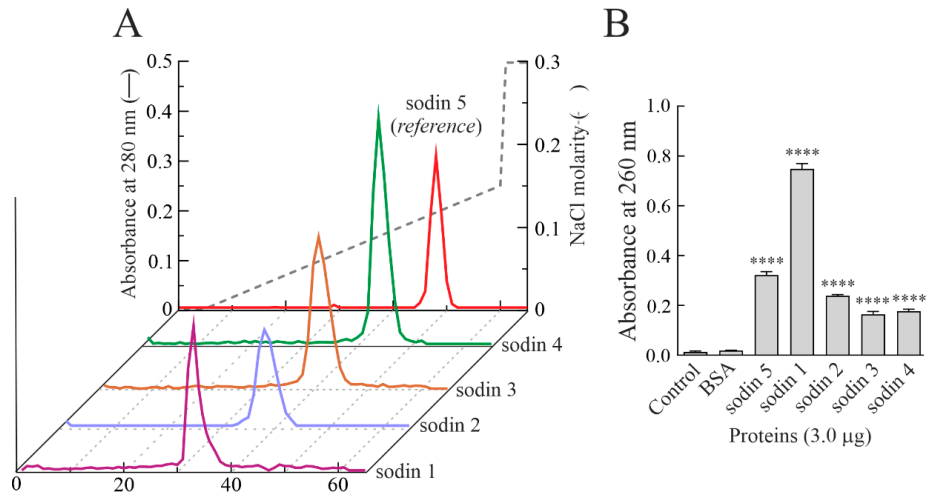 A
B
Absorbance at 280 nm (—)
0.5
0.4
0.3
0.2
0.1
0
sodin 5
(reference)
0.3
0.2
0.1
0
NaCl molarity (- )
sodin 4
sodin 3
sodin 2
sodin 1
0
20
40
60
Absorbance at 260 nm
1.0
0.8
0.6
0.4
0.2
0.0
****
****
****
****
****
Control
BSA
sodin 5
sodin 1
sodin 2
sodin 3
sodin 4
Proteins (3.0 µg)